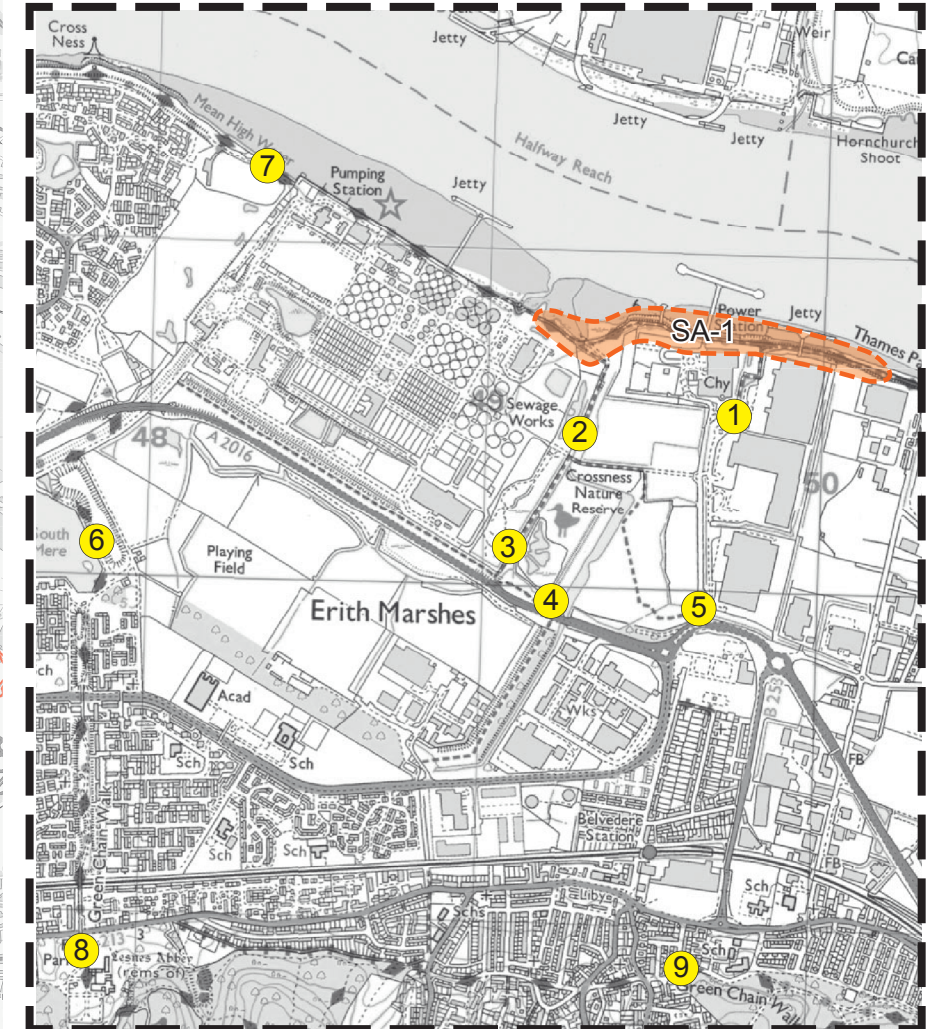 Cross
Ness
Jetty
Weir
Jetty
Jetty
Hornchurch
Shoot
Mean High Water
Halfway Reach
7
Pumping
Station
Jetty
Power
Station
Jetty
Thames
SA-1
Chy
1
49
Sewage
Works
2
48
A 2016
50
Crossness
Nature
Reserve
South
Mere
6
Playing
Field
3
4
5
Erith Marshes
Acad
Sch
Wks
B 253
FB
Sch
Sch
Sch
Belvedere
Station
FB
Green Chain Walk
Sch
Schs
Liby
8
Lesnes Abbey
(rems of)
Sch
9
Green Chain Walk